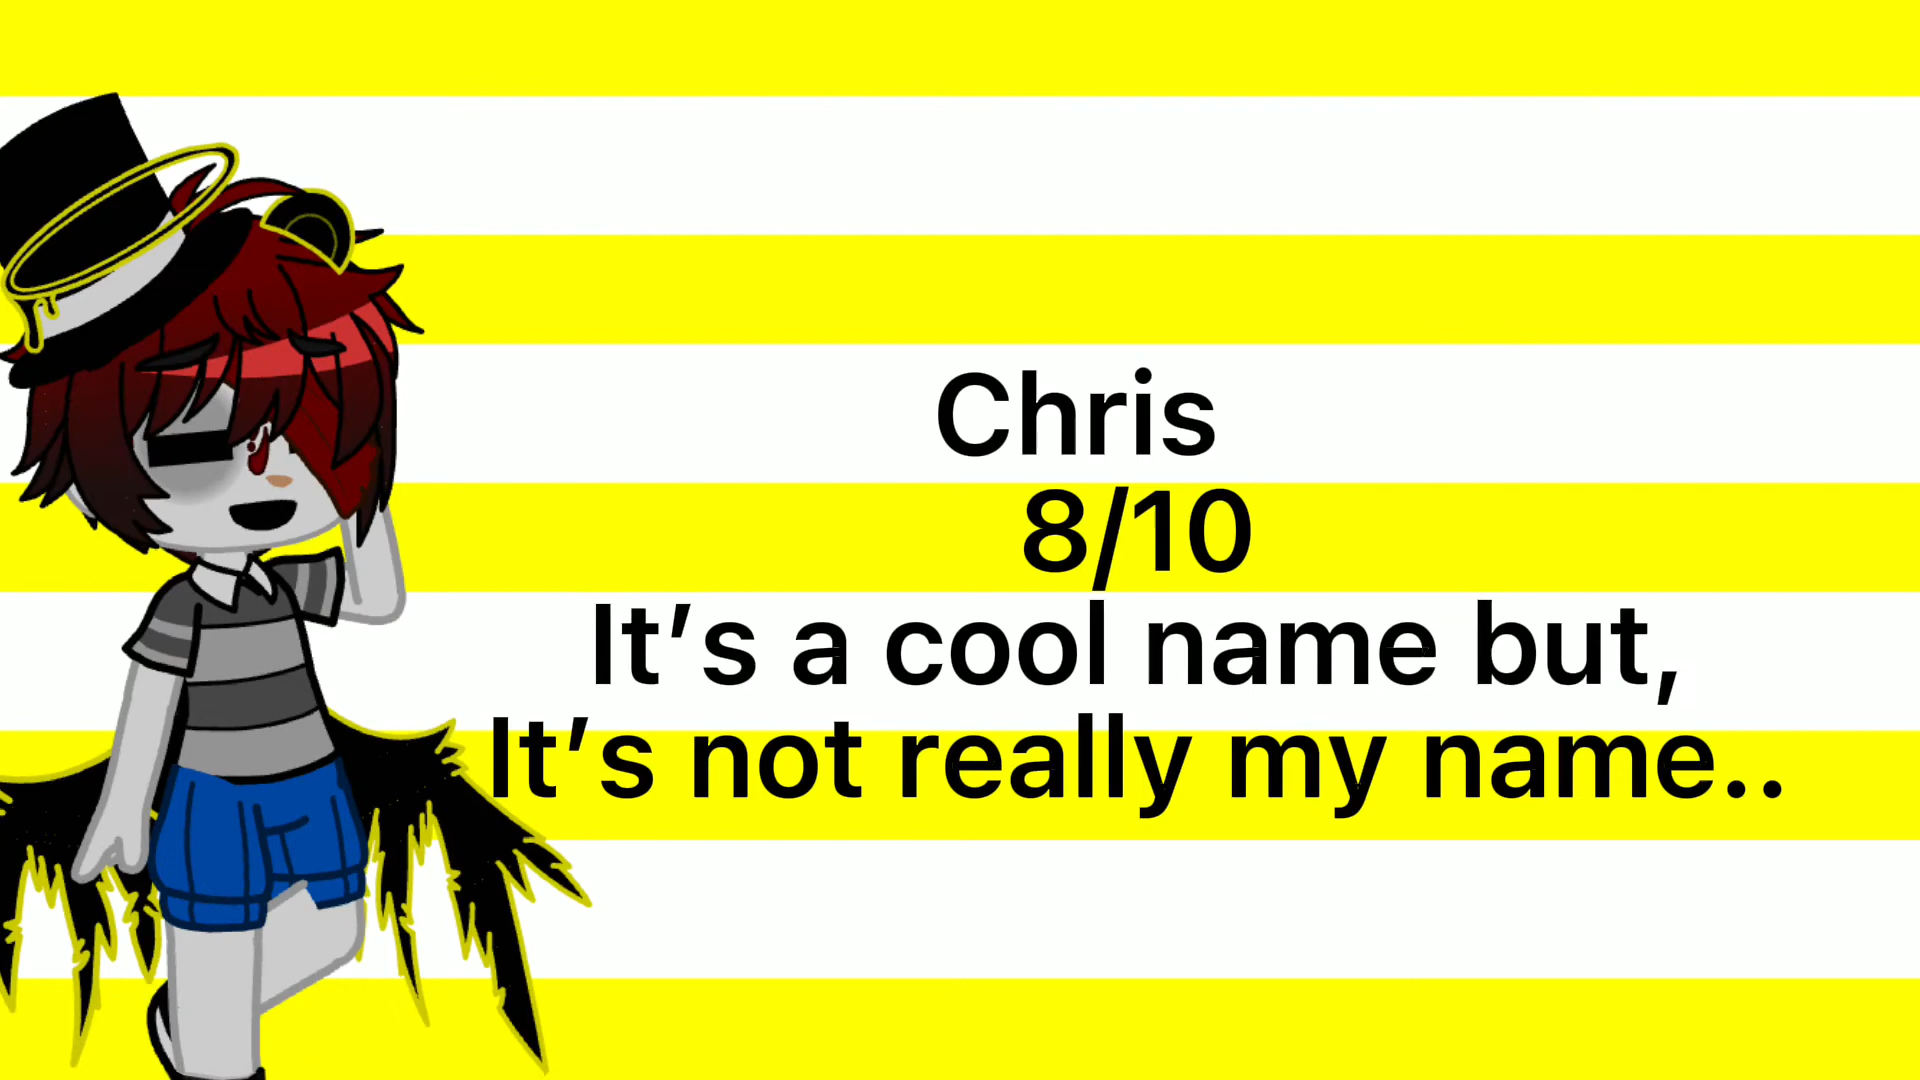 Chris
8/10
It’s a cool name but,
It’s not really my name..